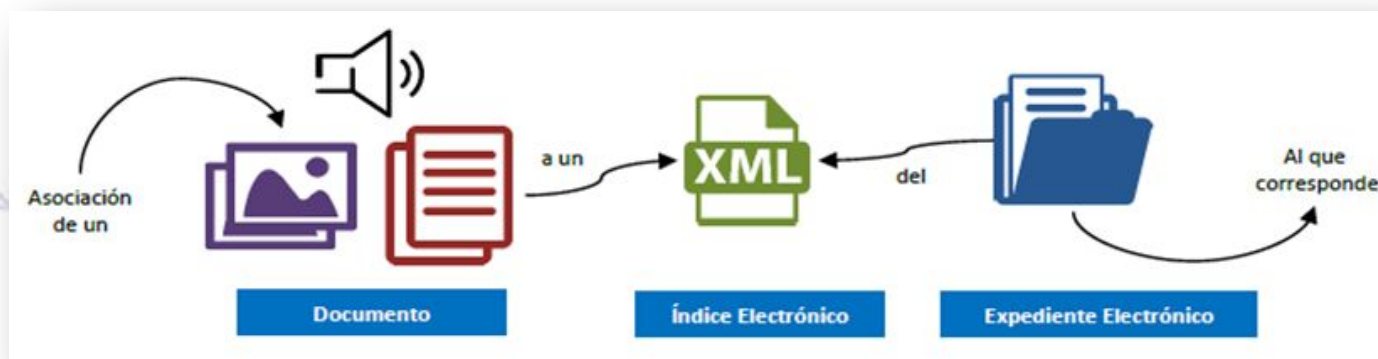 Asociación
de un
a un
XML
del
Al que
corresponde
Documento
Índice Electrónico
Expediente Electrónico